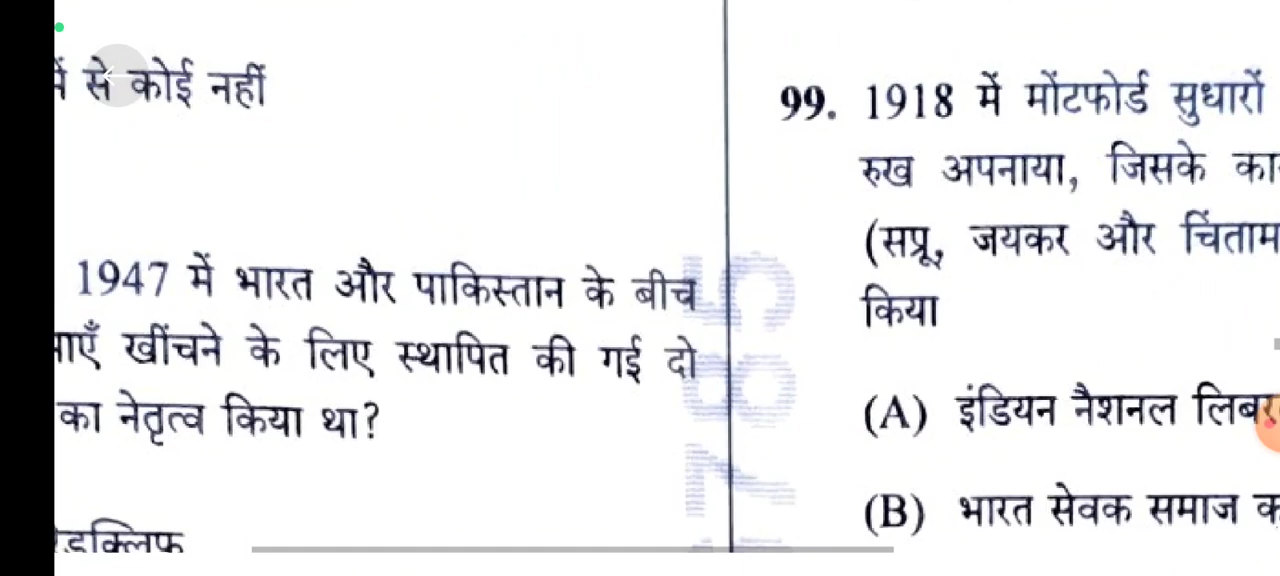 से कोई नहीं
1947 में भारत और पाकिस्तान के बीच
खींचने के लिए स्थापित की गई दो
का नेतृत्व किया था?
99. 1918 में मोंटफोर्ड सुधारों
रुख अपनाया, जिसके
(सप्रू, जयकर और
किया
(A) इंडियन नैशनल
(B) भारत सेवक समाज